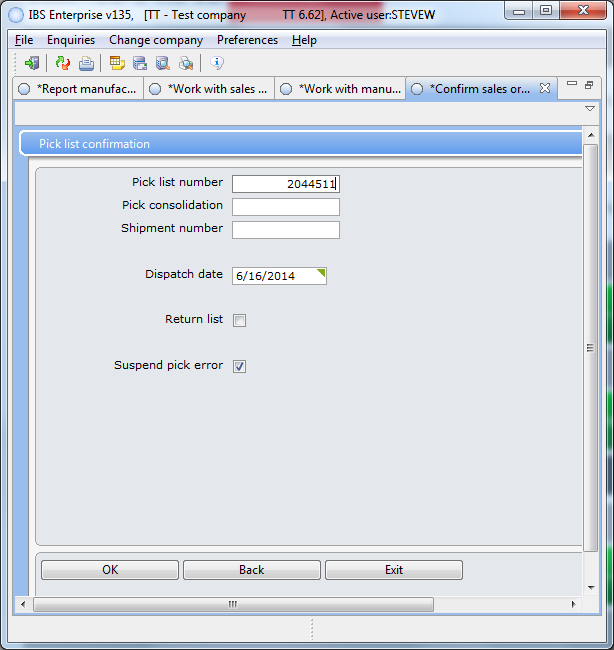 IBS Enterprise v135, [TT - Test company TT 6.62], Active user:STEVEW
File Enquiries Change company Preferences Help
*Report manufac... *Work with sales ... *Work with manu... *Confirm sales or...
Pick list confirmation
Pick list number 2044511
Pick consolidation
Shipment number
Dispatch date 6/16/2014
Return list
Suspend pick error
OK Back Exit